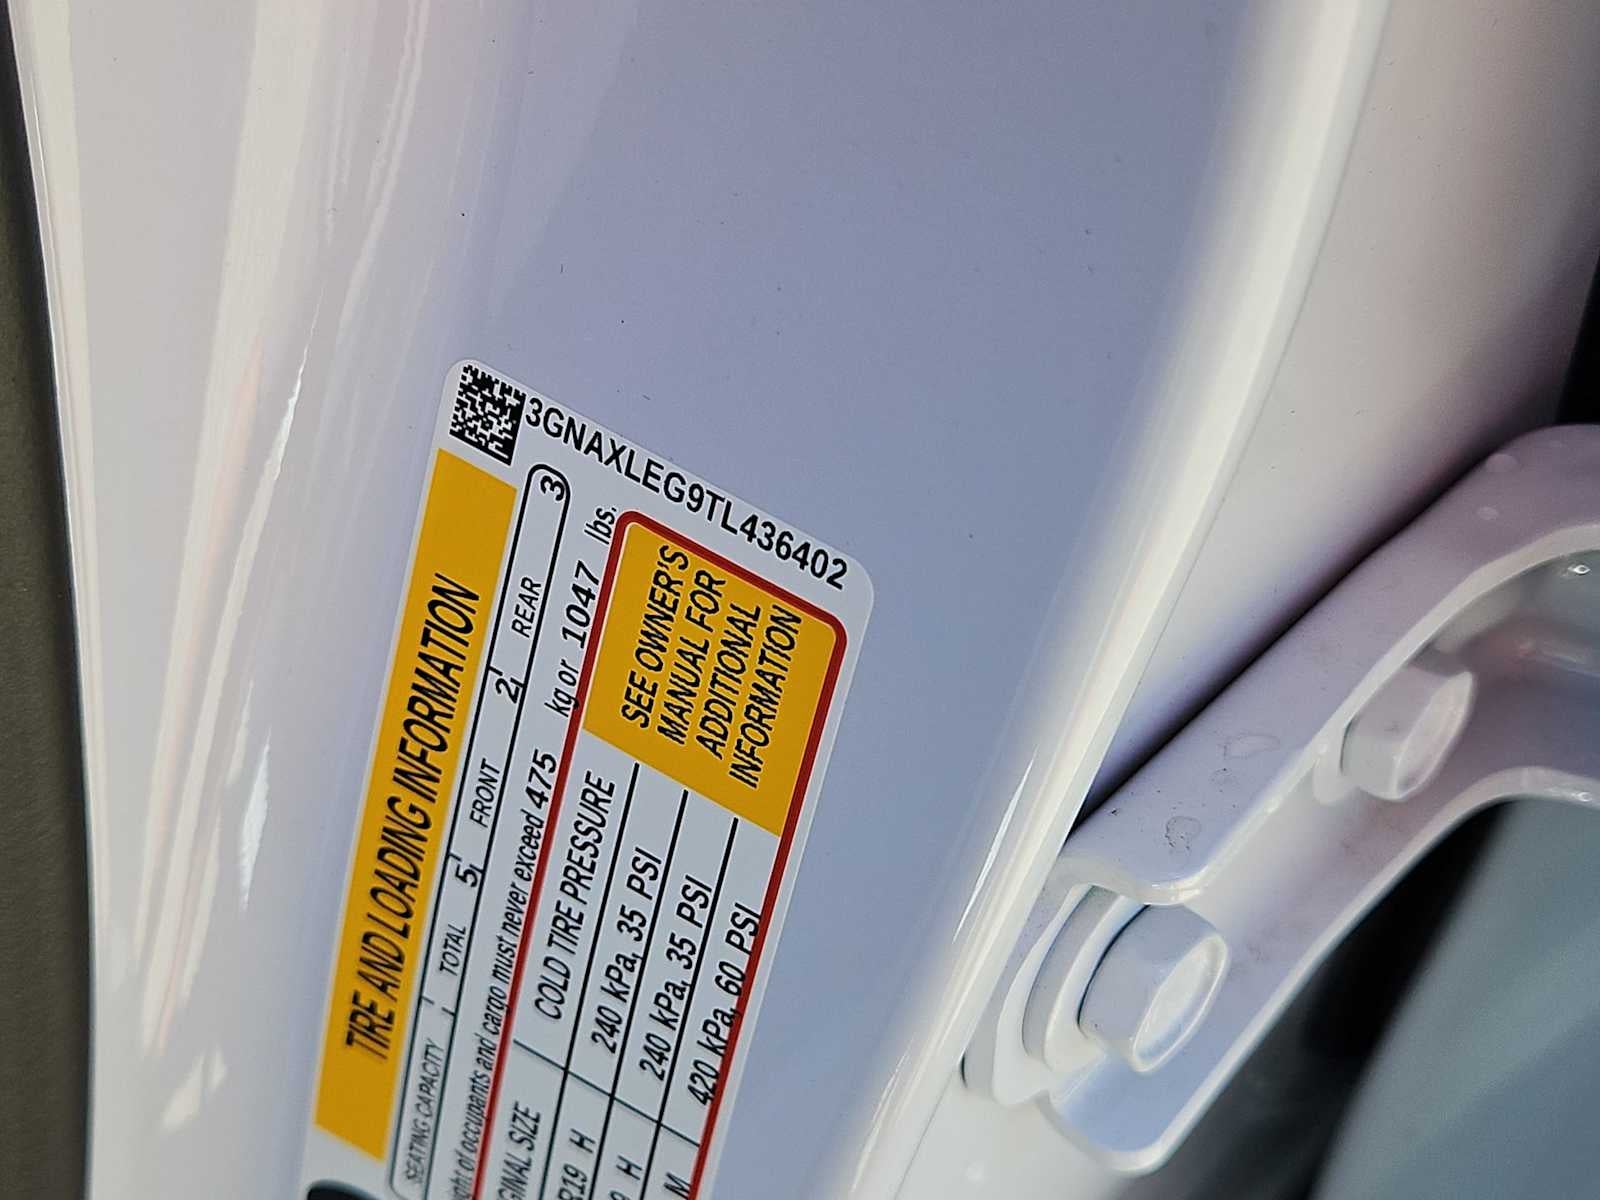 3GNAXLEG9TL436402
TIRE AND LOADING INFORMATION
SEATING CAPACITY TOTAL 5 FRONT 2 REAR 3
of occupants and cargo must never exceed 475 kg or 1047 lbs.
SIZE COLD TIRE PRESSURE
R19 H 240 kPa, 35 PSI
H 240 kPa, 35 PSI
M 420 kPa, 60 PSI
SEE OWNER'S
MANUAL FOR
ADDITIONAL
INFORMATION